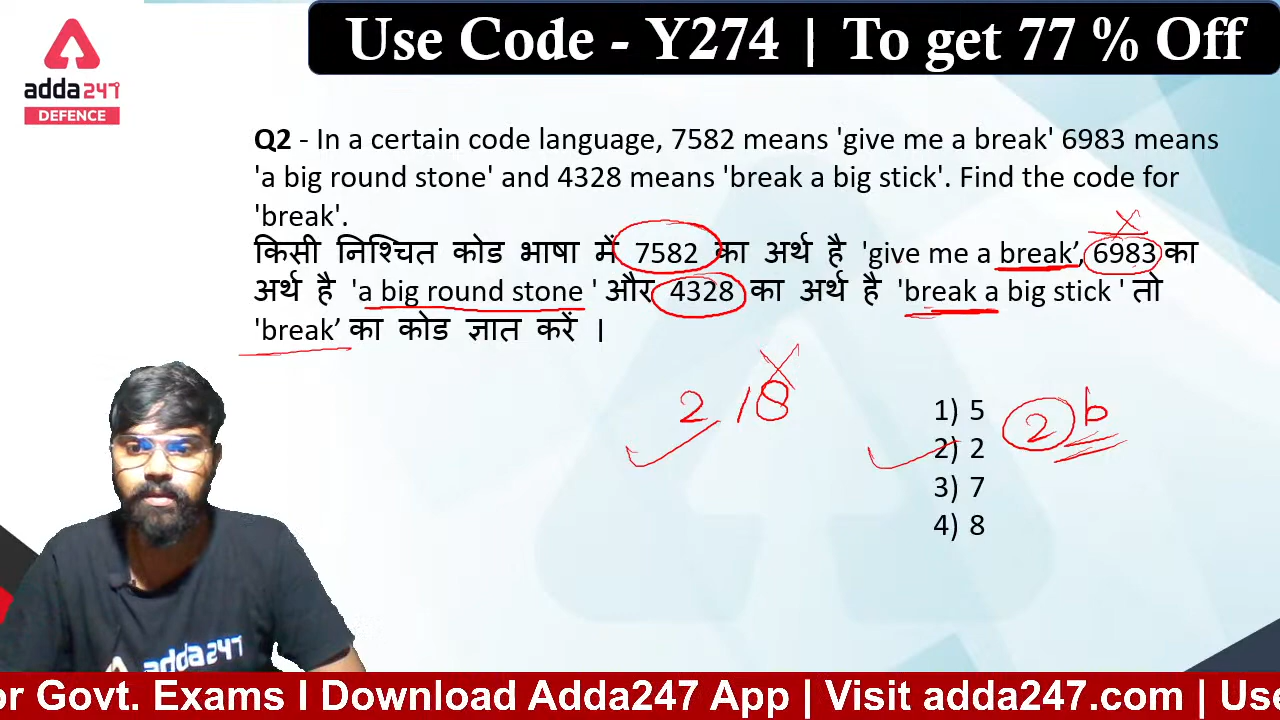 Use Code - Y274 | To get 77 % Off
adda247
DEFENCE
Q2 - In a certain code language, 7582 means 'give me a break' 6983 means
'a big round stone' and 4328 means 'break a big stick'. Find the code for
'break'.
किसी निश्चित कोड भाषा में 7582 का अर्थ है 'give me a break’, 6983 का
अर्थ है 'a big round stone ' और 4328 का अर्थ है 'break a big stick ' तो
'break’ का कोड ज्ञात करें ।
2 / 8
1) 5
2) 2
3) 7
4) 8
2 b
adda247
or Govt. Exams I Download Adda247 App | Visit adda247.com | Use